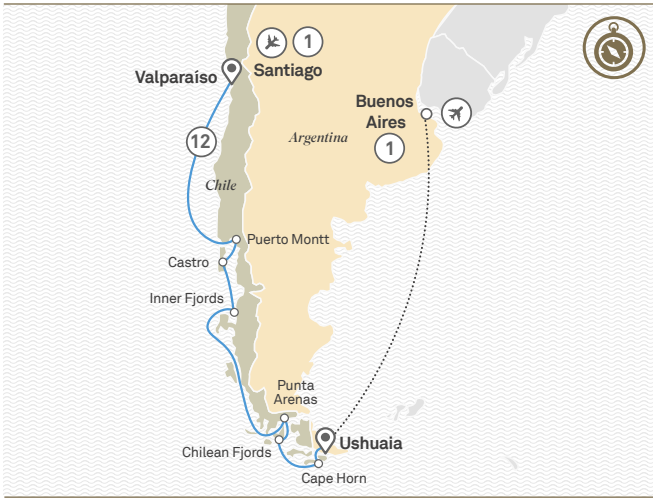 1
Santiago
Valparaíso
Buenos
Aires
1
Argentina
12
Chile
Puerto Montt
Castro
Inner Fjords
Punta
Arenas
Ushuaia
Chilean Fjords
Cape Horn